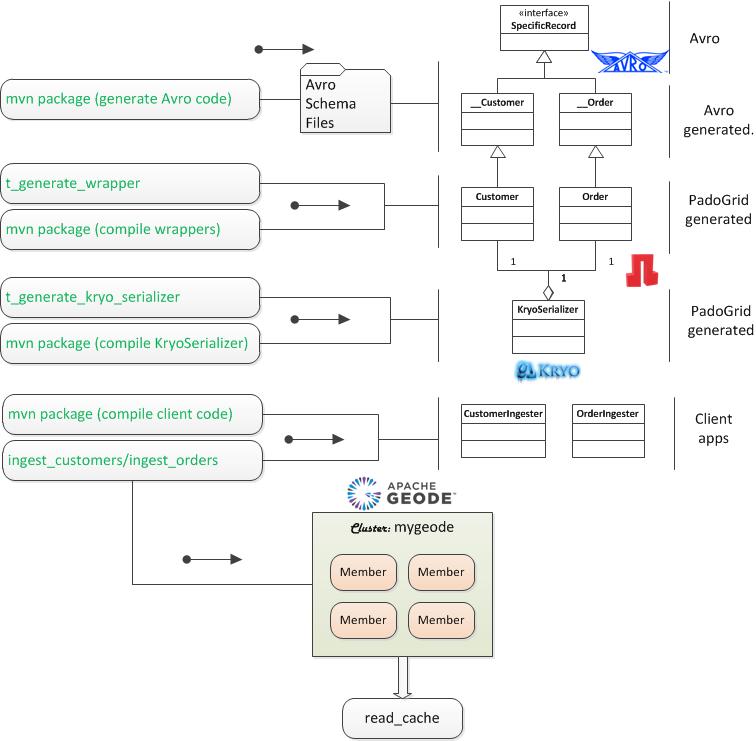 «interface»
SpecificRecord
Avro
AVRO
mvn package (generate Avro code)
Avro
Schema
Files
__Customer
__Order
Avro
generated.
t_generate_wrapper
mvn package (compile wrappers)
Customer
Order
PadoGrid
generated
1
1
1
t_generate_kryo_serializer
mvn package (compile KryoSerializer)
KryoSerializer
PadoGrid
generated
KRYO
mvn package (compile client code)
ingest_customers/ingest_orders
CustomerIngester
OrderIngester
Client
apps
APACHE
GEODE™
Cluster: mygeode
Member
Member
Member
Member
read_cache